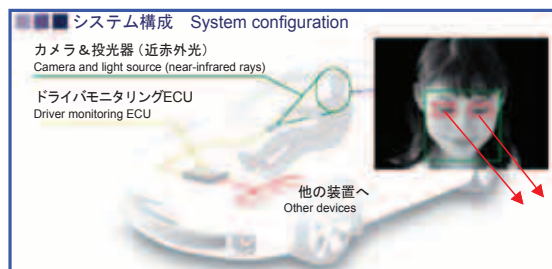 システム構成 System configuration
カメラ＆投光器（近赤外光）
Camera and light source (near-infrared rays)
ドライバモニタリングECU
Driver monitoring ECU
他の装置へ
Other devices